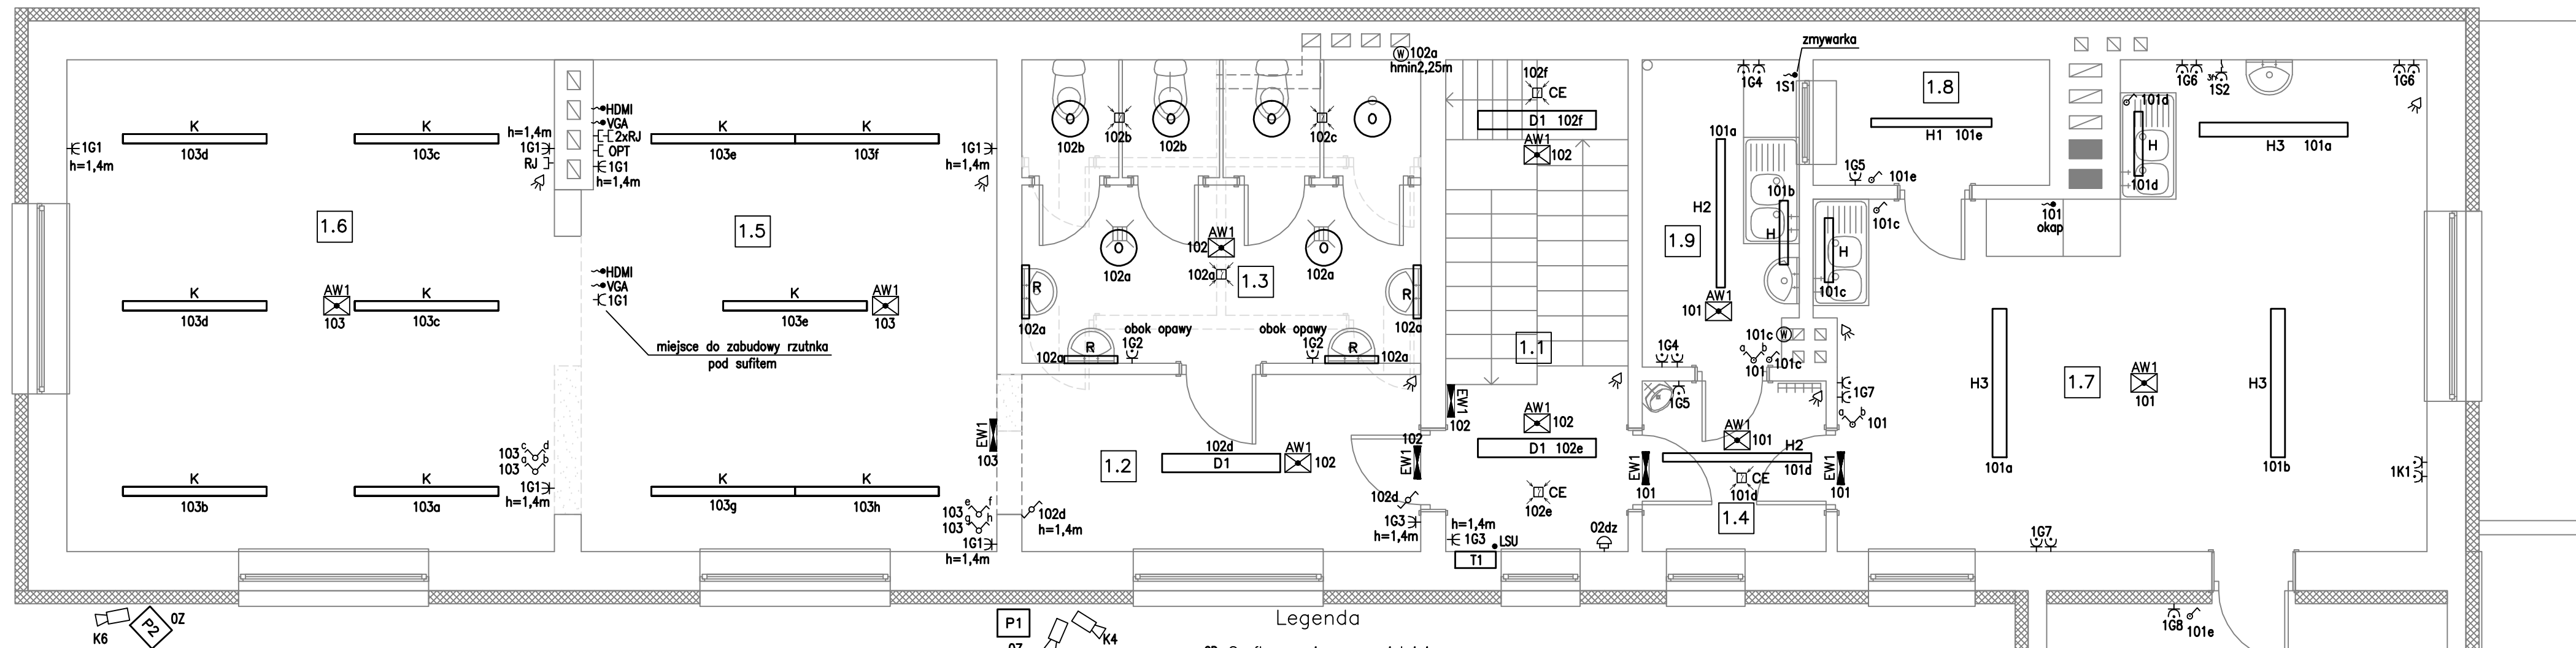 zmywarka
102a
hmin2,25m
102f
CE
1G4
1S1
1.8
1G6
3f
1S2
1G6
HDMI
VGA
2xRJ
OPT
1G1
h=1,4m
h=1,4m
1G1
RJ
K
103d
K
103c
K
103e
K
103f
1G1
h=1,4m
1G1
h=1,4m
102b
102b
102b
102c
D1 102f
AW1
102
101a
H1 101e
101d
H
101d
H3 101a
1G5
101e
101b
H
H2
1.9
101c
101
okap
1.6
1.5
AW1
102
102a
102a
1.3
102a
H
101c
HDMI
VGA
1G1
K
103d
AW1
103
K
103c
K
103e
AW1
103
R
102a
R
102a
AW1
101
miejsce do zabudowy rzutnka
pod sufitem
obok opawy
1G2
obok opawy
1G2
R
102a
R
102a
1.1
101c
W
a b
101
101c
1G4
1G5
1G7
a b
101
H3
101a
1.7
AW1
101
H3
101b
EW1
102
102
EW1
AW1
102
D1 102e
AW1
101
H2
101d
EW1
101
CE
101d
EW1
101
1K1
EW1
103
102d
D1
AW1
102
1.2
c d
103
a b
103
1G1
h=1,4m
K
103b
K
103a
K
103g
K
103h
e f
103
g h
103
1G1
h=1,4m
102d
h=1,4m
102d
1G3
h=1,4m
h=1,4m
1G3
LSU
T1
CE
102e
02dz
1.4
1G7
K6
P2
OZ
P1
OZ
K4
Legenda
1G8
101e